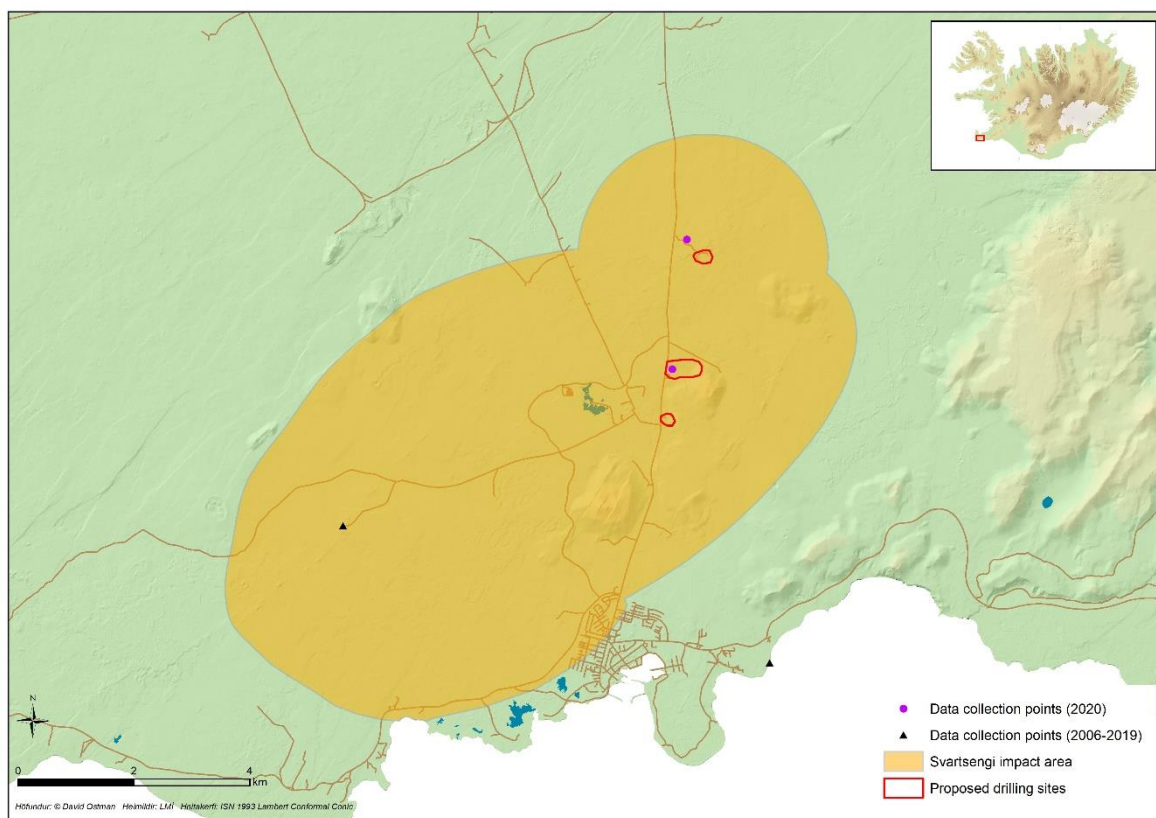 Data collection points (2020)
Data collection points (2006-2019)
Svartsengi impact area
Proposed drilling sites
N
0 2 4
km
Höfundur: © David Ostman Heimildir: LMÍ Hnitakerfi: ISN 1993 Lambert Conformal Conic